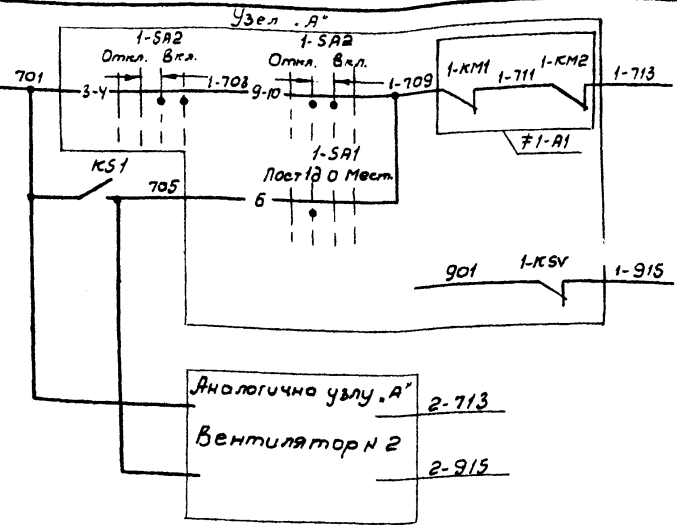 Узел „А"
1-SA2
1-SA2
Откл. Вкл.
Откл. Вкл.
701
3-4
1-703
9-10
1-709
1-KM1
1-711
1-KM2
1-713
≠1-A1
KS1
705
1-SA1
О Мест.
6
901
1-KSV
1-915
Аналогично узлу „А"
2-713
Вентилятор N 2
2-915